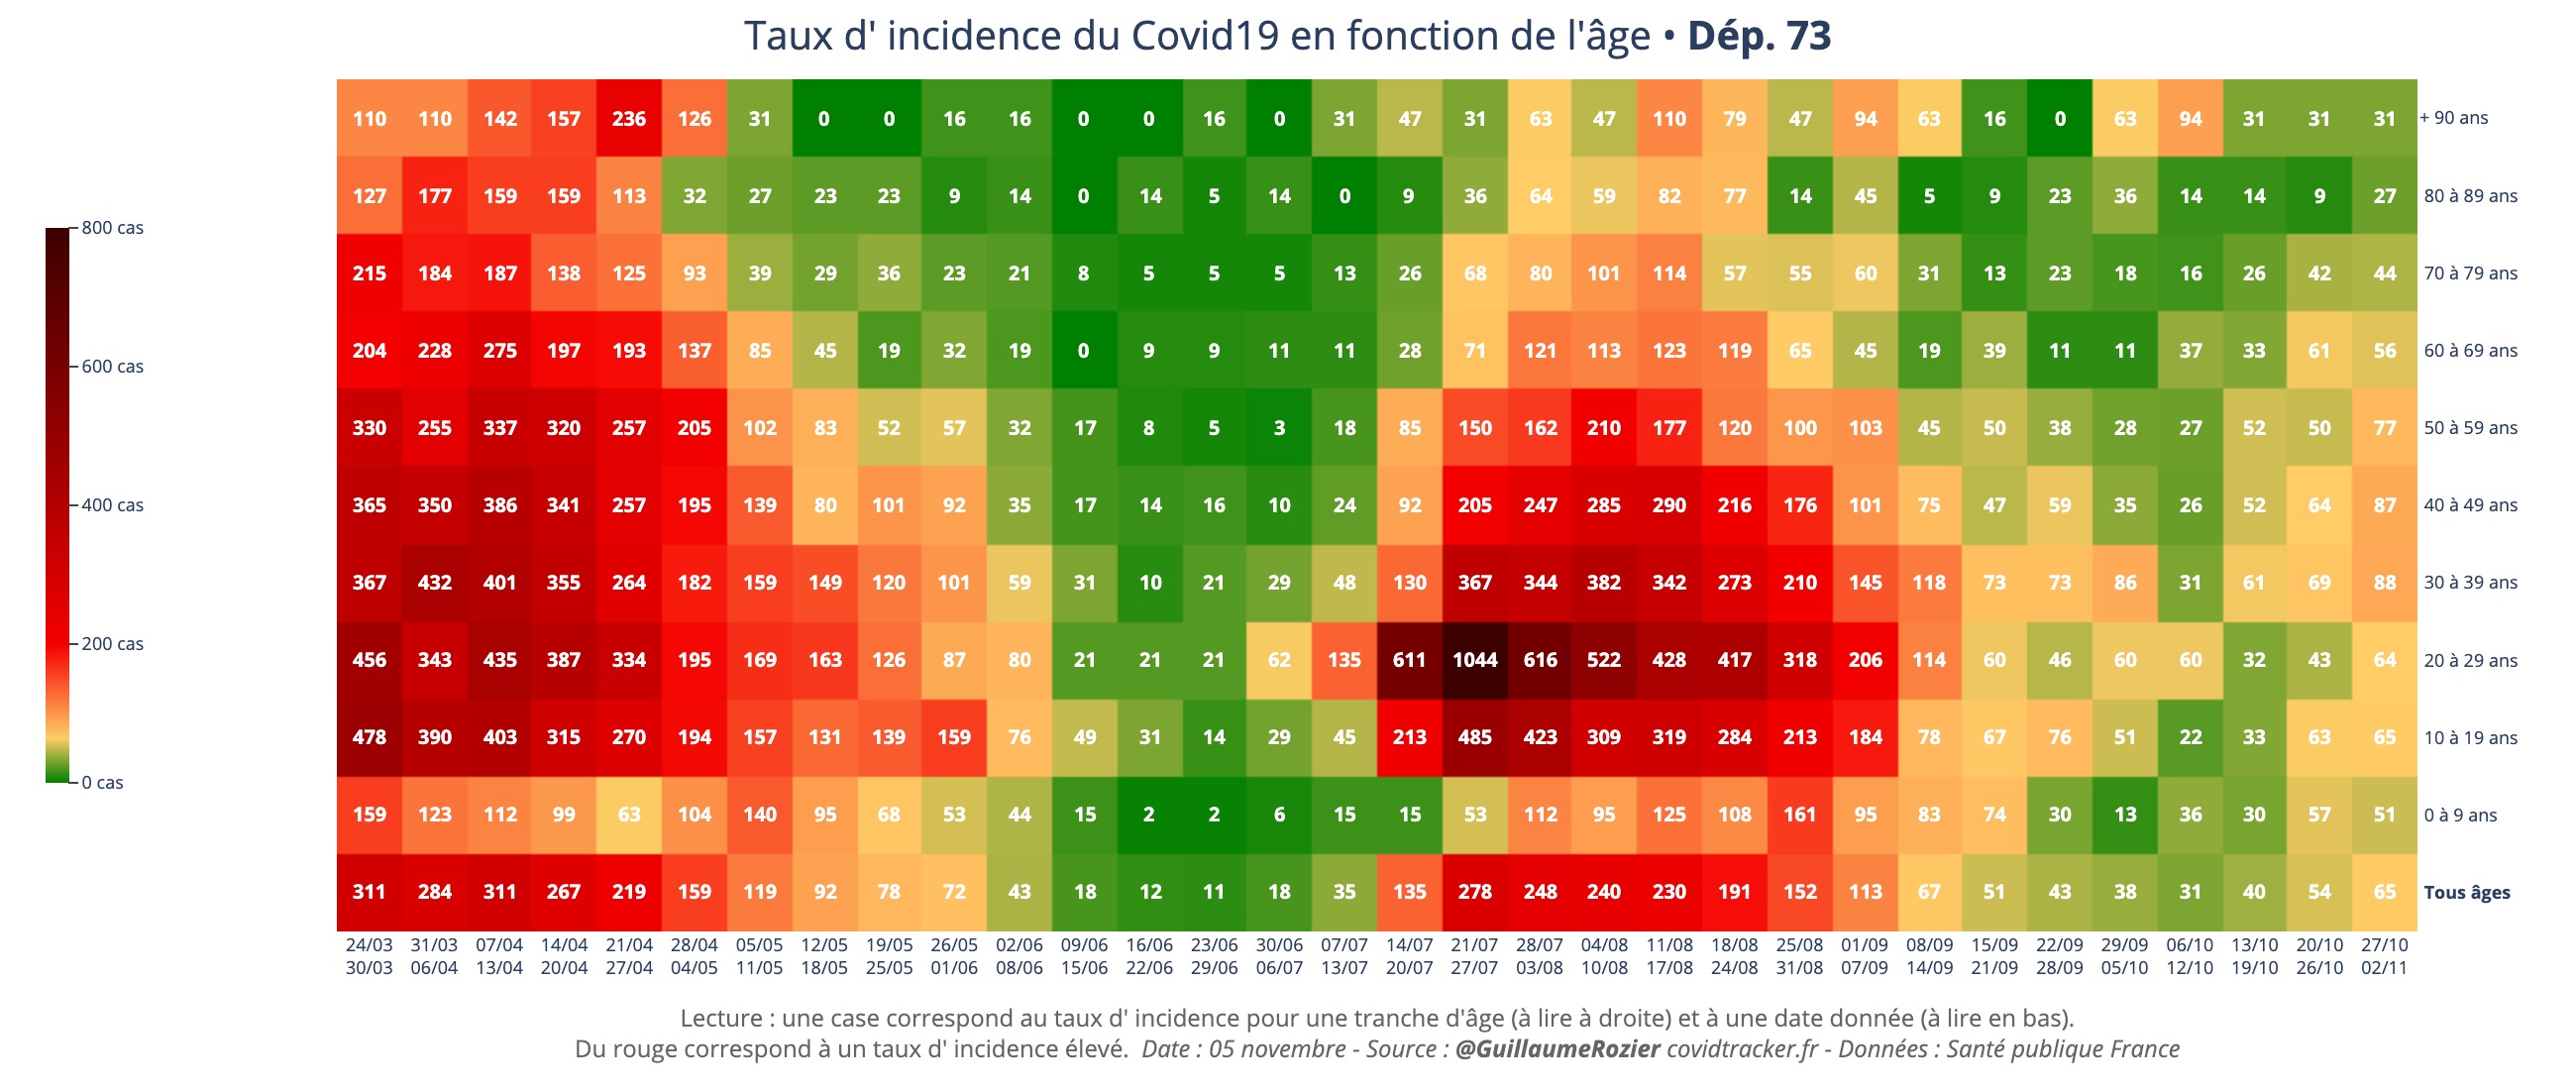 Taux d' incidence du Covid19 en fonction de l'âge • Dép. 73
110 110 142 157 236 126 31 0 0 16 16 0 0 16 0 31 47 31 63 47 110 79 47 94 63 16 0 63 94 31 31 31 + 90 ans
127 177 159 159 113 32 27 23 23 9 14 0 14 5 14 0 9 36 64 59 82 77 14 45 5 9 23 36 14 14 9 27 80 à 89 ans
800 cas
215 184 187 138 125 93 39 29 36 23 21 8 5 5 5 13 26 68 80 101 114 57 55 60 31 13 23 18 16 26 42 44 70 à 79 ans
204 228 275 197 193 137 85 45 19 32 19 0 9 9 11 11 28 71 121 113 123 119 65 45 19 39 11 11 37 33 61 56 60 à 69 ans
600 cas
330 255 337 320 257 205 102 83 52 57 32 17 8 5 3 18 85 150 162 210 177 120 100 103 45 50 38 28 27 52 50 77 50 à 59 ans
365 350 386 341 257 195 139 80 101 92 35 17 14 16 10 24 92 205 247 285 290 216 176 101 75 47 59 35 26 52 64 87 40 à 49 ans
400 cas
367 432 401 355 264 182 159 149 120 101 59 31 10 21 29 48 130 367 344 382 342 273 210 145 118 73 73 86 31 61 69 88 30 à 39 ans
200 cas
456 343 435 387 334 195 169 163 126 87 80 21 21 21 62 135 611 1044 616 522 428 417 318 206 114 60 46 60 60 32 43 64 20 à 29 ans
478 390 403 315 270 194 157 131 139 159 76 49 31 14 29 45 213 485 423 309 319 284 213 184 78 67 76 51 22 33 63 65 10 à 19 ans
0 cas
159 123 112 99 63 104 140 95 68 53 44 15 2 2 6 15 15 53 112 95 125 108 161 95 83 74 30 13 36 30 57 51 0 à 9 ans
311 284 311 267 219 159 119 92 78 72 43 18 12 11 18 35 135 278 248 240 230 191 152 113 67 51 43 38 31 40 54 65 Tous âges
24/03 31/03 07/04 14/04 21/04 28/04 05/05 12/05 19/05 26/05 02/06 09/06 16/06 23/06 30/06 07/07 14/07 21/07 28/07 04/08 11/08 18/08 25/08 01/09 08/09 15/09 22/09 29/09 06/10 13/10 20/10 27/10
30/03 06/04 13/04 20/04 27/04 04/05 11/05 18/05 25/05 01/06 08/06 15/06 22/06 29/06 06/07 13/07 20/07 27/07 03/08 10/08 17/08 24/08 31/08 07/09 14/09 21/09 28/09 05/10 12/10 19/10 26/10 02/11
Lecture : une case correspond au taux d' incidence pour une tranche d'âge (à lire à droite) et à une date donnée (à lire en bas).
Du rouge correspond à un taux d' incidence élevé. Date : 05 novembre - Source : @GuillaumeRozier covidtracker.fr - Données : Santé publique France